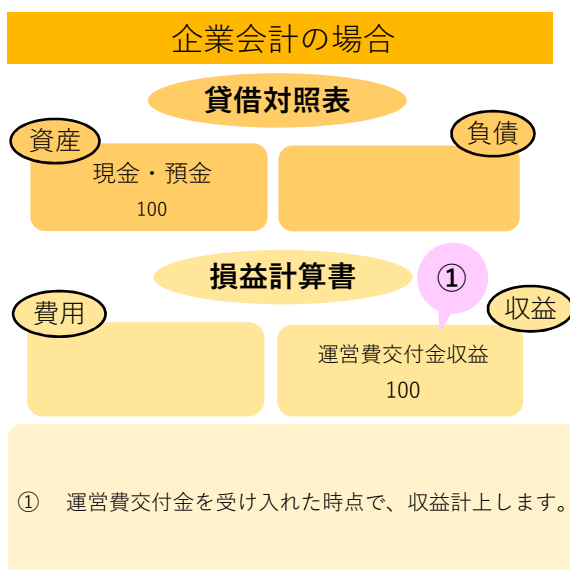 企業会計の場合
貸借対照表
資産
負債
現金・預金
100
損益計算書
①
費用
収益
運営費交付金収益
100
① 運営費交付金を受け入れた時点で、収益計上します。